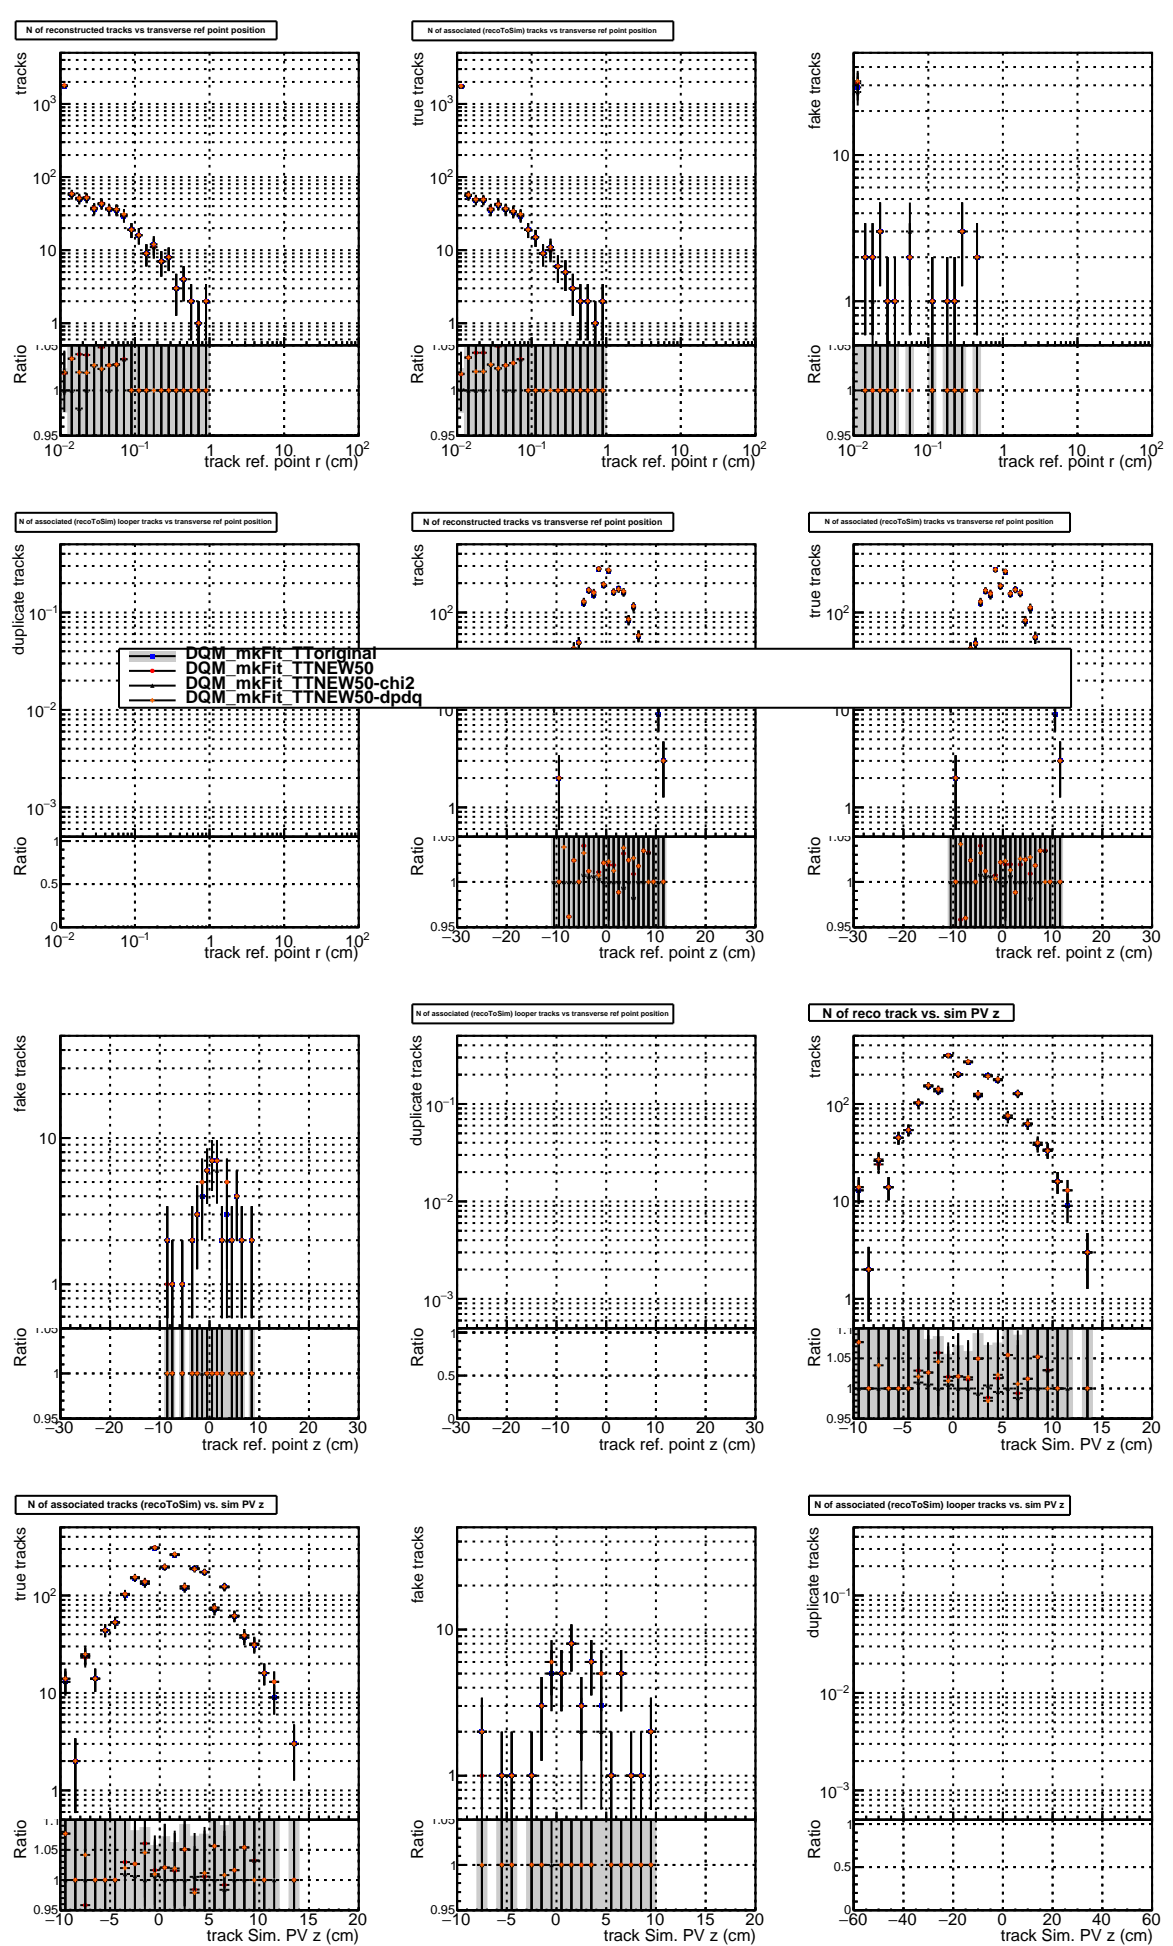 N of reconstructed tracks vs transverse ref point position
tracks
10³
10²
10
1
1.05
Ratio
1
0.95
10⁻² 10⁻¹ 1 10 10²
track ref. point r (cm)
N of associated (recoToSim) tracks vs transverse ref point position
true tracks
10³
10²
10
1
1.05
Ratio
1
0.95
10⁻² 10⁻¹ 1 10 10²
track ref. point r (cm)
fake tracks
10
1
1.05
Ratio
1
0.95
10⁻² 10⁻¹ 1 10 10²
track ref. point r (cm)
N of associated (recoToSim) looper tracks vs transverse ref point position
duplicate tracks
10⁻¹
10⁻²
10⁻³
1
Ratio
0.5
0
10⁻² 10⁻¹ 1 10 10²
track ref. point r (cm)
N of reconstructed tracks vs transverse ref point position
tracks
10²
10
1
1.05
Ratio
1
0.95
−30 −20 −10 0 10 20 30
track ref. point z (cm)
N of associated (recoToSim) tracks vs transverse ref point position
true tracks
10²
10
1
1.05
Ratio
1
0.95
−30 −20 −10 0 10 20 30
track ref. point z (cm)
DQM_mkFit_TToriginal
DQM_mkFit_TTNEW50
DQM_mkFit_TTNEW50-chi2
DQM_mkFit_TTNEW50-dpdq
fake tracks
10
1
1.05
Ratio
1
0.95
−30 −20 −10 0 10 20 30
track ref. point z (cm)
N of associated (recoToSim) looper tracks vs transverse ref point position
duplicate tracks
10⁻¹
10⁻²
10⁻³
1
Ratio
0.5
0
−30 −20 −10 0 10 20 30
track ref. point z (cm)
N of reco track vs. sim PV z
tracks
10²
10
1
1.1
Ratio
1.05
1
0.95
−10 −5 0 5 10 15 20
track Sim. PV z (cm)
N of associated tracks (recoToSim) vs. sim PV z
true tracks
10²
10
1
1.1
Ratio
1.05
1
0.95
−10 −5 0 5 10 15 20
track Sim. PV z (cm)
fake tracks
10
1
1.05
Ratio
1
0.95
−10 −5 0 5 10 15 20
track Sim. PV z (cm)
N of associated (recoToSim) looper tracks vs. sim PV z
duplicate tracks
10⁻¹
10⁻²
10⁻³
1
Ratio
0.5
0
−60 −40 −20 0 20 40 60
track Sim. PV z (cm)